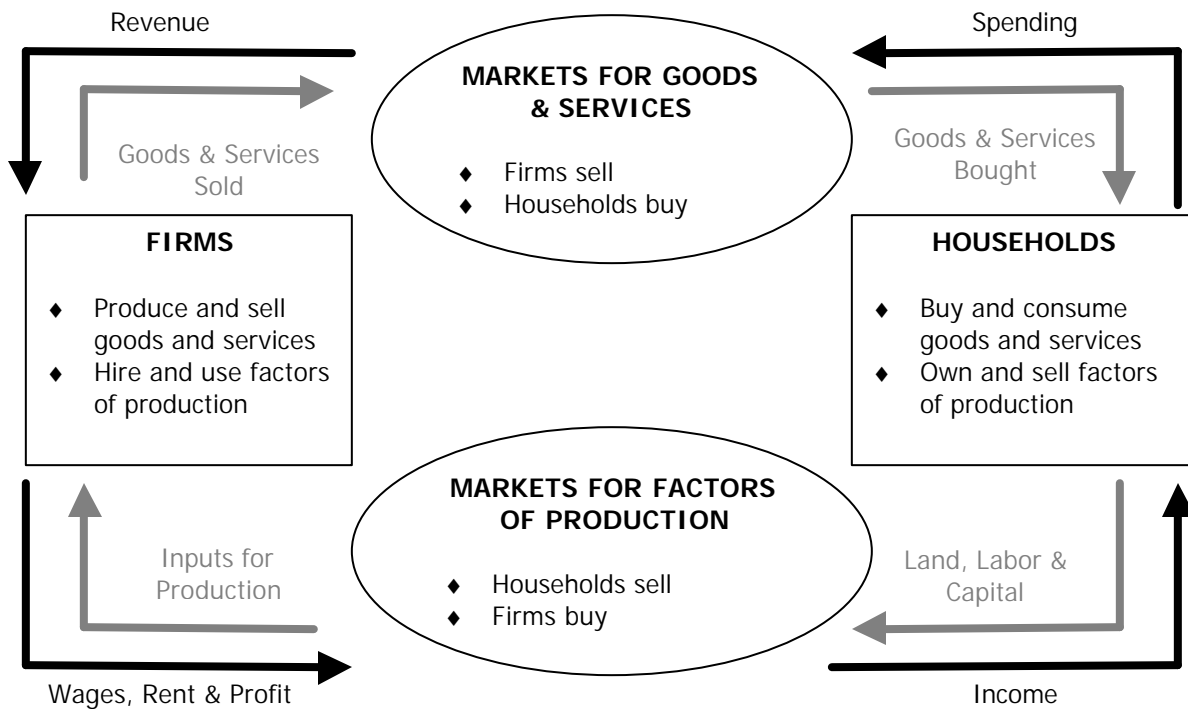 Revenue
Spending
MARKETS FOR GOODS
& SERVICES
♦ Firms sell
♦ Households buy
Goods & Services
Sold
Goods & Services
Bought
FIRMS
♦ Produce and sell
goods and services
♦ Hire and use factors
of production
HOUSEHOLDS
♦ Buy and consume
goods and services
♦ Own and sell factors
of production
MARKETS FOR FACTORS
OF PRODUCTION
♦ Households sell
♦ Firms buy
Inputs for
Production
Land, Labor &
Capital
Wages, Rent & Profit
Income